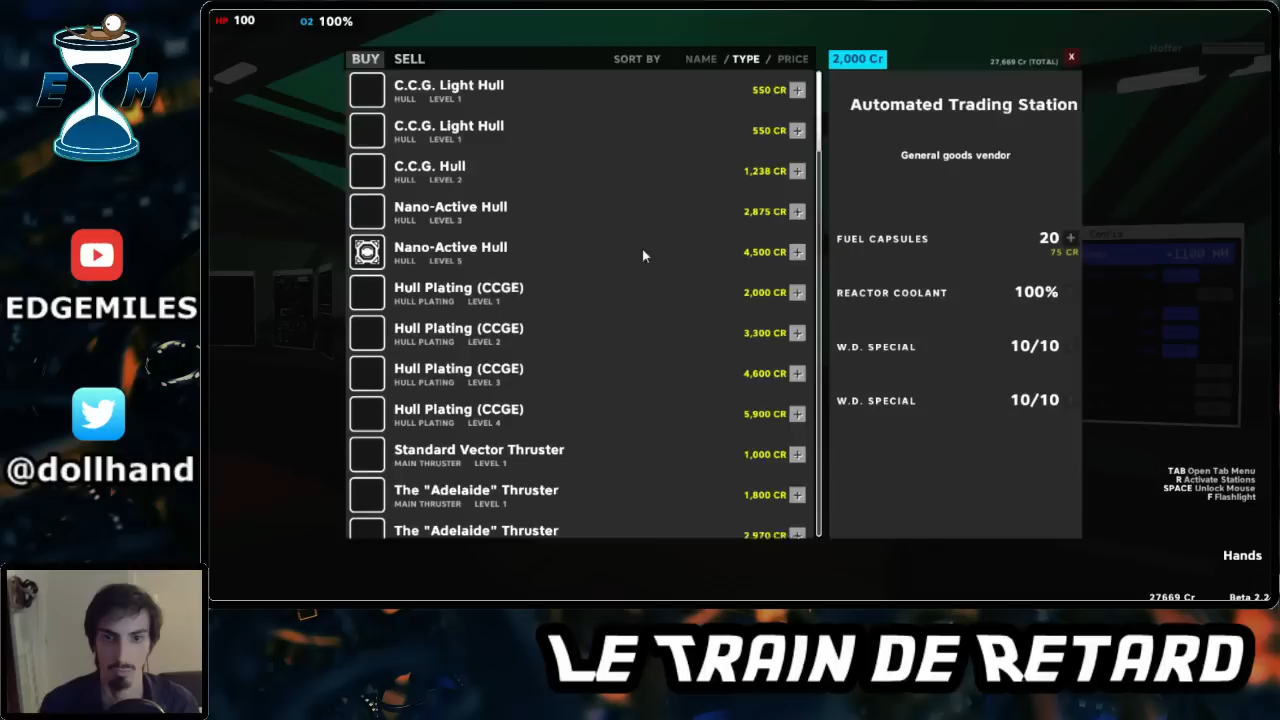 HP 100
O2 100%
BUY SELL SORT BY NAME / TYPE / PRICE
2,000 Cr
27,669 Cr (TOTAL)
X
Hoffer
C.C.G. Light Hull
HULL LEVEL 1
550 CR +
C.C.G. Light Hull
HULL LEVEL 1
550 CR +
C.C.G. Hull
HULL LEVEL 2
1,238 CR +
Nano-Active Hull
HULL LEVEL 3
2,875 CR +
Nano-Active Hull
HULL LEVEL 5
4,500 CR +
Hull Plating (CCGE)
HULL PLATING LEVEL 1
2,000 CR +
Hull Plating (CCGE)
HULL PLATING LEVEL 2
3,300 CR +
Hull Plating (CCGE)
HULL PLATING LEVEL 3
4,600 CR +
Hull Plating (CCGE)
HULL PLATING LEVEL 4
5,900 CR +
Standard Vector Thruster
MAIN THRUSTER LEVEL 1
1,000 CR +
The "Adelaide" Thruster
MAIN THRUSTER LEVEL 1
1,800 CR +
The "Adelaide" Thruster
2,970 CR +
Automated Trading Station
General goods vendor
FUEL CAPSULES 20 +
75 CR
REACTOR COOLANT 100%
W.D. SPECIAL 10/10
W.D. SPECIAL 10/10
TAB Open Tab Menu
R Activate Stations
SPACE Unlock Mouse
F Flashlight
Hands
27669 Cr Beta 2.2
E M
EDGEMILES
@dollhand
LE TRAIN DE RETARD